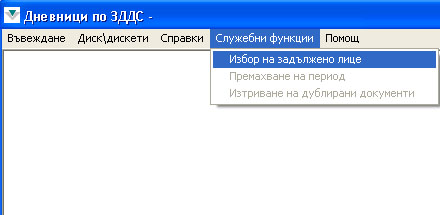 Дневници по ЗДДС -
Въвеждане Диск\дискети Справки Служебни функции Помощ
Избор на задължено лице
Премахване на период
Изтриване на дублирани документи